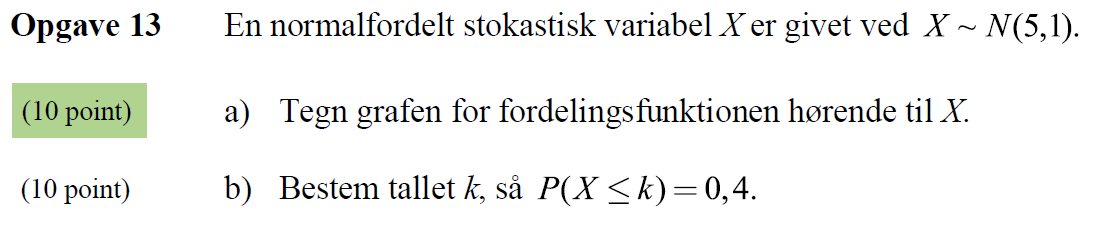 Opgave 13 En normalfordelt stokastisk variabel X er givet ved X ~ N(5,1).
(10 point) a) Tegn grafen for fordelingsfunktionen hørende til X.
(10 point) b) Bestem tallet k, så P(X ≤ k) = 0,4.